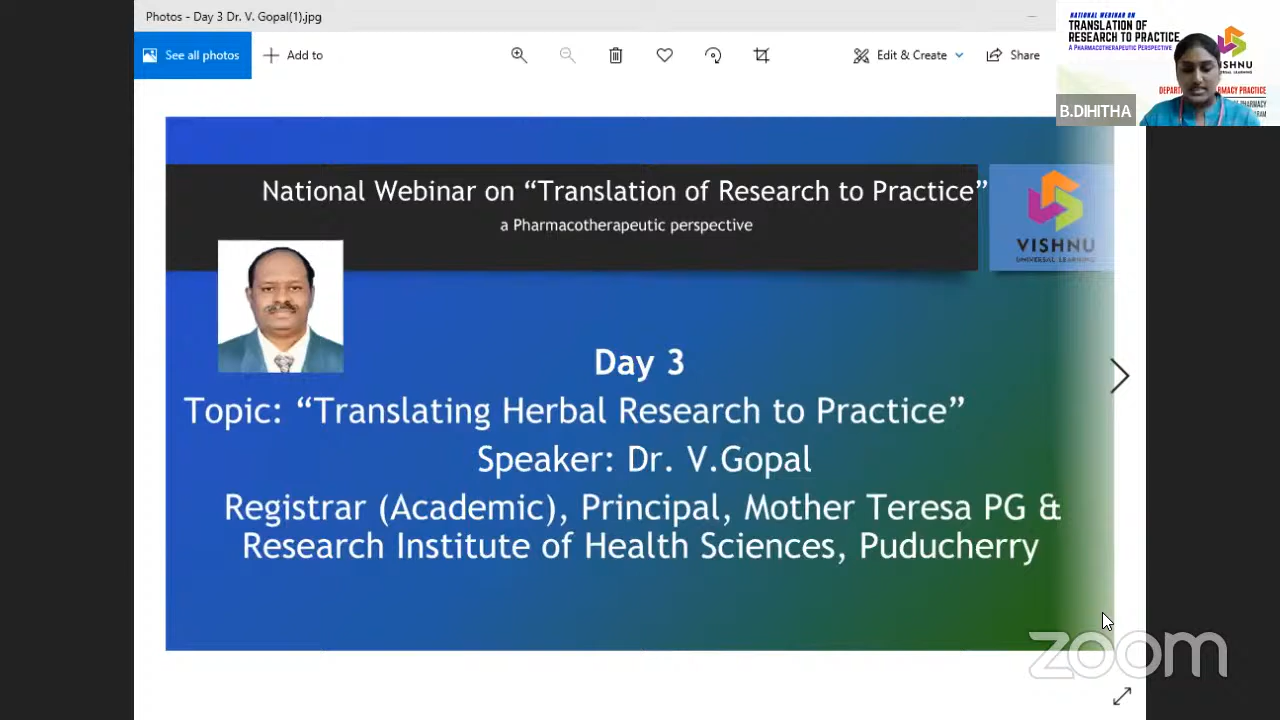 Photos - Day 3 Dr. V. Gopal(1).jpg
See all photos
Add to
Edit & Create
Share
NATIONAL WEBINAR ON
TRANSLATION OF
RESEARCH TO PRACTICE
A PHARMACOTHERAPEUTIC PERSPECTIVE
B.DIHITHA
National Webinar on “Translation of Research to Practice”
a Pharmacotherapeutic perspective
VISHNU
UNIVERSAL LEARNING
Day 3
Topic: “Translating Herbal Research to Practice”
Speaker: Dr. V.Gopal
Registrar (Academic), Principal, Mother Teresa PG &
Research Institute of Health Sciences, Puducherry
zoom